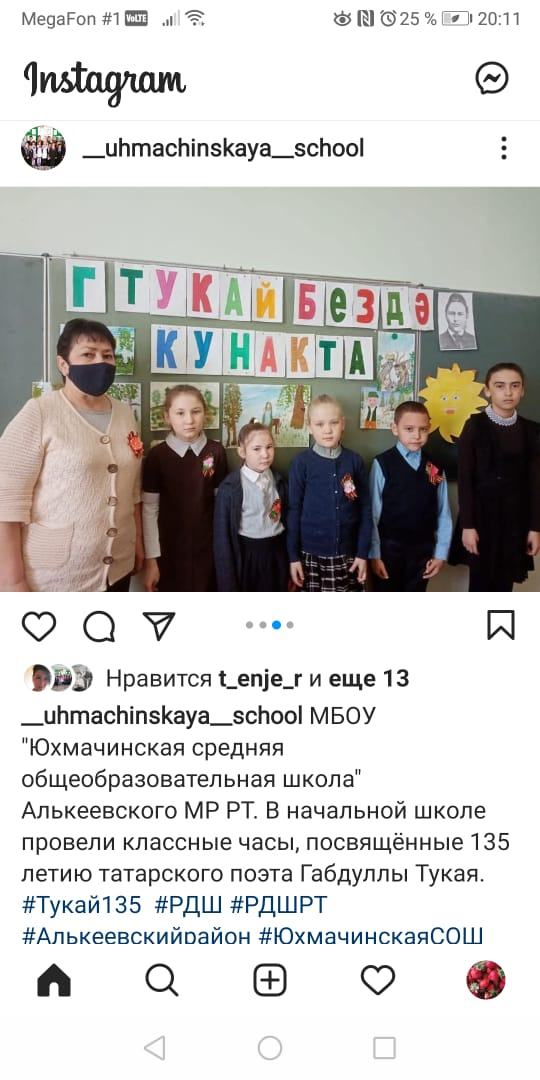 MegaFon #1 VoLTE 25 % 20:11
Instagram
__uhmachinskaya__school
Г ТУКАЙ БЕЗДӘ
КУНАКТА
Нравится t_enje_r и еще 13
__uhmachinskaya__school МБОУ
"Юхмачинская средняя
общеобразовательная школа"
Алькеевского МР РТ. В начальной школе
провели классные часы, посвящённые 135
летию татарского поэта Габдуллы Тукая.
#Тукай135 #РДШ #РДШРТ
#Алькеевскийрайон #ЮхмачинскаяСОШ